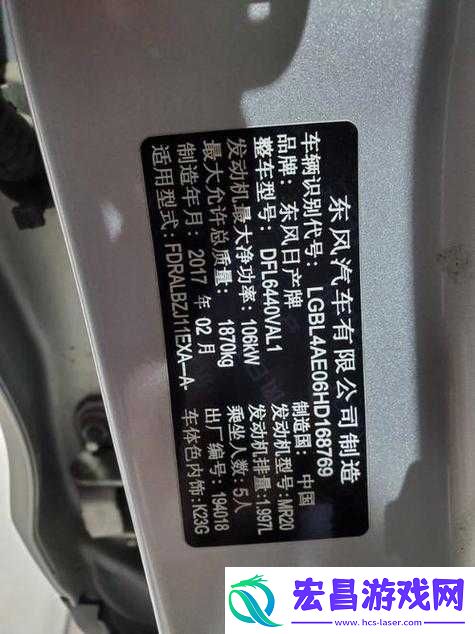 东风汽车有限公司制造
车辆识别代号: LGBL4AE06HD168769
品牌: 东风日产牌 制造国: 中国
整车型号: DFL6440VAL1 发动机型号: MR20
发动机最大净功率: 106kW 发动机排量: 1.997L
最大允许总质量: 1870kg 乘坐人数: 5人
制造年月: 2017 年 02 月 出厂编号: 194018
适用型式: FDRALBZJ11EXA—A 车体色内饰: K23G
宏昌游戏网
www.hcs-laser.com